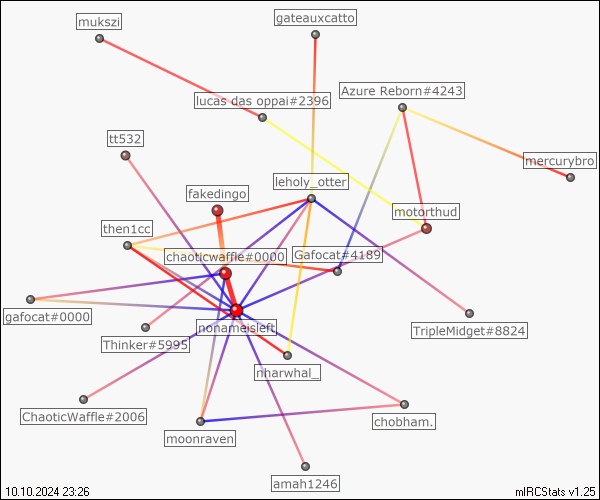 mukszi
gateauxcatto
lucas das oppai#2396
Azure Reborn#4243
tt532
mercurybro
fakedingo
leholy_otter
motorthud
then1cc
chaoticwaffle#0000
Gafocat#4189
gafocat#0000
nonameisleft
TripleMidget#8824
Thinker#5995
nharwhal_
ChaoticWaffle#2006
moonraven
chobham.
amah1246
10.10.2024 23:26
mIRCStats v1.25